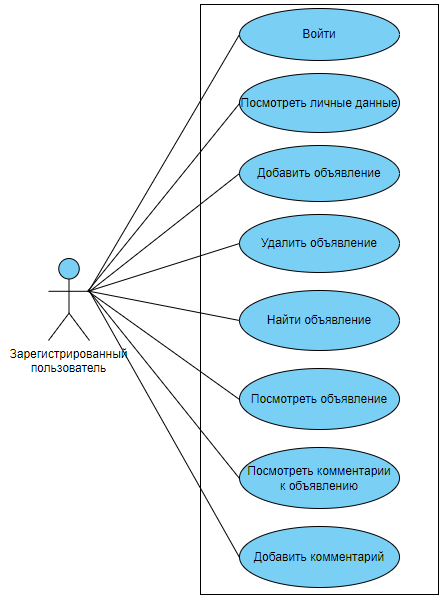 Войти
Посмотреть личные данные
Добавить объявление
Удалить объявление
Найти объявление
Зарегистрированный
пользователь
Посмотреть объявление
Посмотреть комментарии
к объявлению
Добавить комментарий